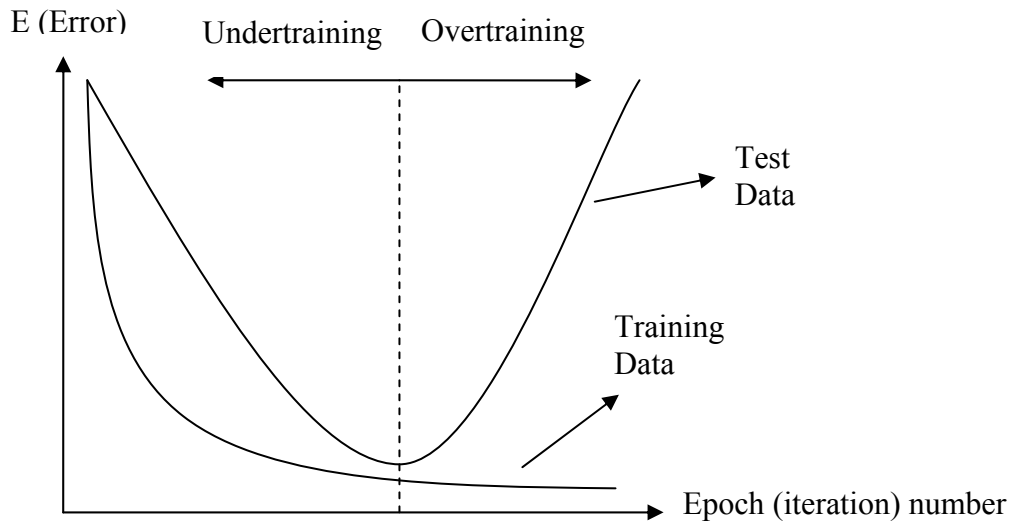 E (Error)
Undertraining
Overtraining
Test
Data
Training
Data
Epoch (iteration) number